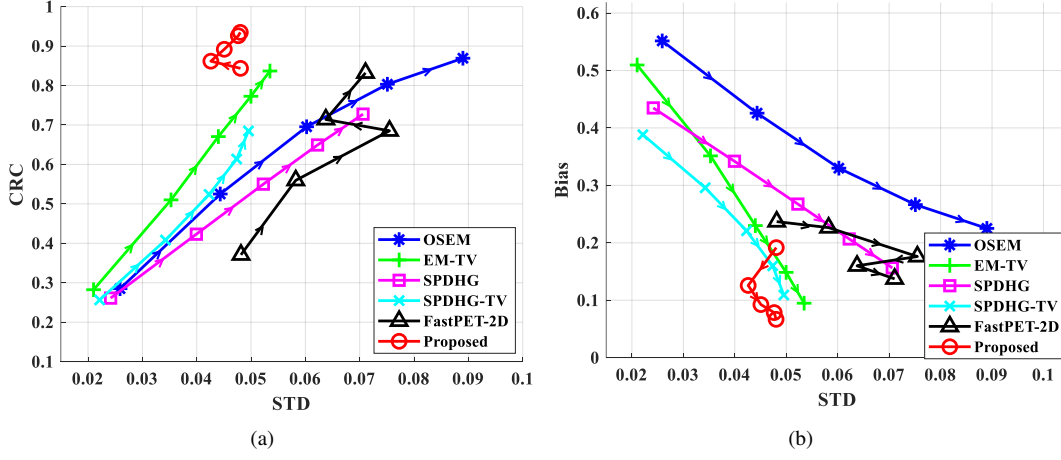 1
0.9
0.8
0.7
0.6
0.5
0.4
0.3
0.2
0.1
CRC
0.02 0.03 0.04 0.05 0.06 0.07 0.08 0.09 0.1
STD
OSEM
EM-TV
SPDHG
SPDHG-TV
FastPET-2D
Proposed
(a)
0.6
0.5
0.4
0.3
0.2
0.1
0
Bias
0.02 0.03 0.04 0.05 0.06 0.07 0.08 0.09 0.1
STD
OSEM
EM-TV
SPDHG
SPDHG-TV
FastPET-2D
Proposed
(b)